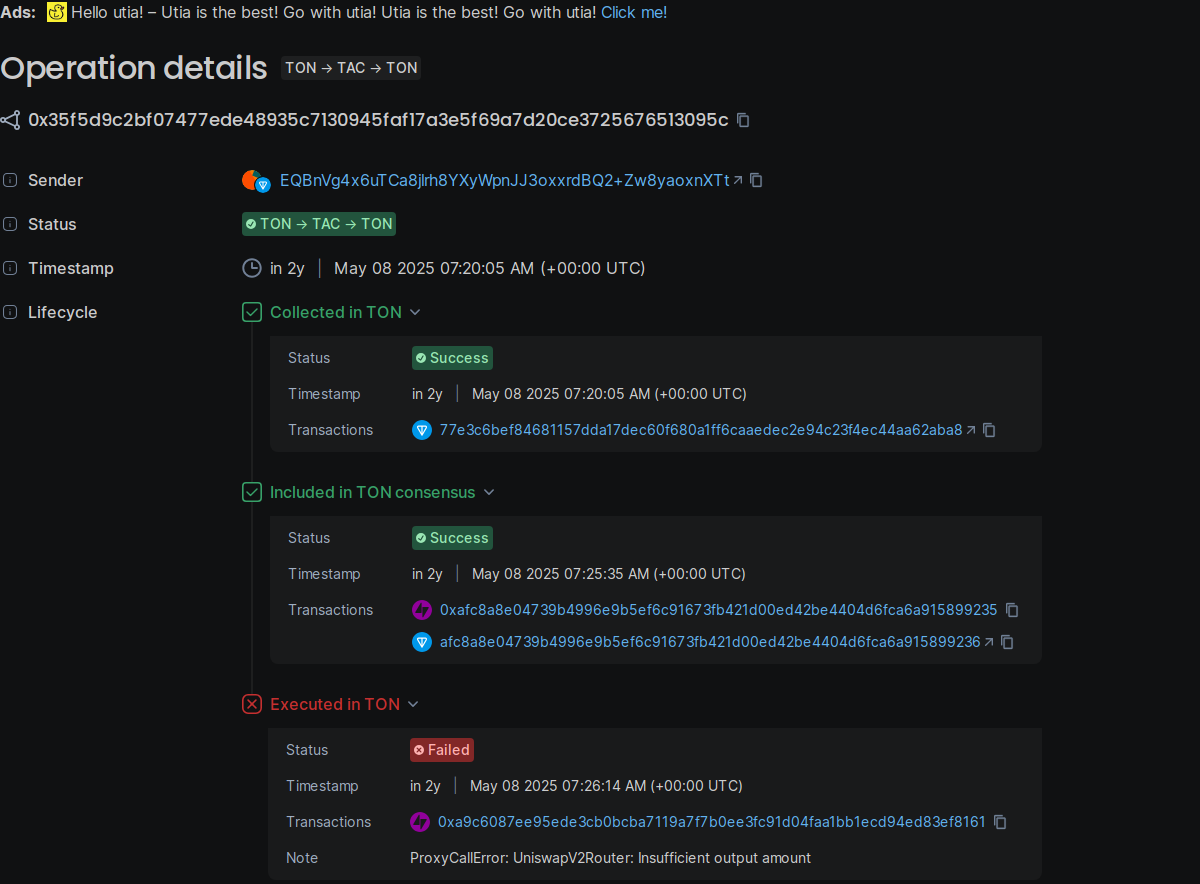 Ads: Hello utia! – Utia is the best! Go with utia! Utia is the best! Go with utia! Click me!
Operation details TON → TAC → TON
0x35f5d9c2bf07477ede48935c7130945faf17a3e5f69a7d20ce3725676513095c
Sender EQBnVg4x6uTCa8jlrh8YXyWpnJJ3oxxrdBQ2+Zw8yaoxnXTt
Status TON → TAC → TON
Timestamp in 2y | May 08 2025 07:20:05 AM (+00:00 UTC)
Lifecycle Collected in TON
Status Success
Timestamp in 2y | May 08 2025 07:20:05 AM (+00:00 UTC)
Transactions 77e3c6bef84681157dda17dec60f680a1ff6caaedec2e94c23f4ec44aa62aba8
Included in TON consensus
Status Success
Timestamp in 2y | May 08 2025 07:25:35 AM (+00:00 UTC)
Transactions 0xafc8a8e04739b4996e9b5ef6c91673fb421d00ed42be4404d6fca6a915899235
afc8a8e04739b4996e9b5ef6c91673fb421d00ed42be4404d6fca6a915899236
Executed in TON
Status Failed
Timestamp in 2y | May 08 2025 07:26:14 AM (+00:00 UTC)
Transactions 0xa9c6087ee95ede3cb0bcba7119a7f7b0ee3fc91d04faa1bb1ecd94ed83ef8161
Note ProxyCallError: UniswapV2Router: Insufficient output amount